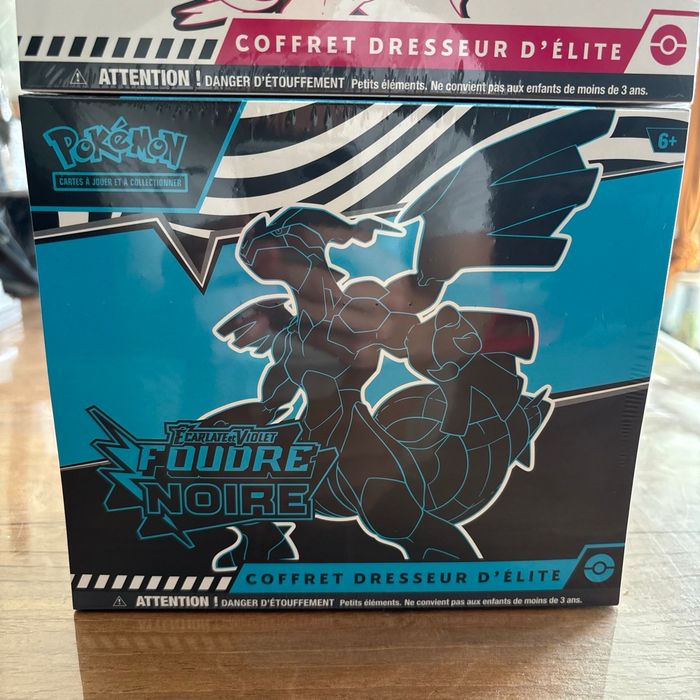 COFFRET DRESSEUR D'ÉLITE
ATTENTION ! DANGER D'ÉTOUFFEMENT Petits éléments. Ne convient pas aux enfants de moins de 3 ans.
POKéMON
CARTES À JOUER ET À COLLECTIONNER
6+
ÉCARLATE ET VIOLET
FOUDRE
NOIRE
COFFRET DRESSEUR D'ÉLITE
ATTENTION ! DANGER D'ÉTOUFFEMENT Petits éléments. Ne convient pas aux enfants de moins de 3 ans.